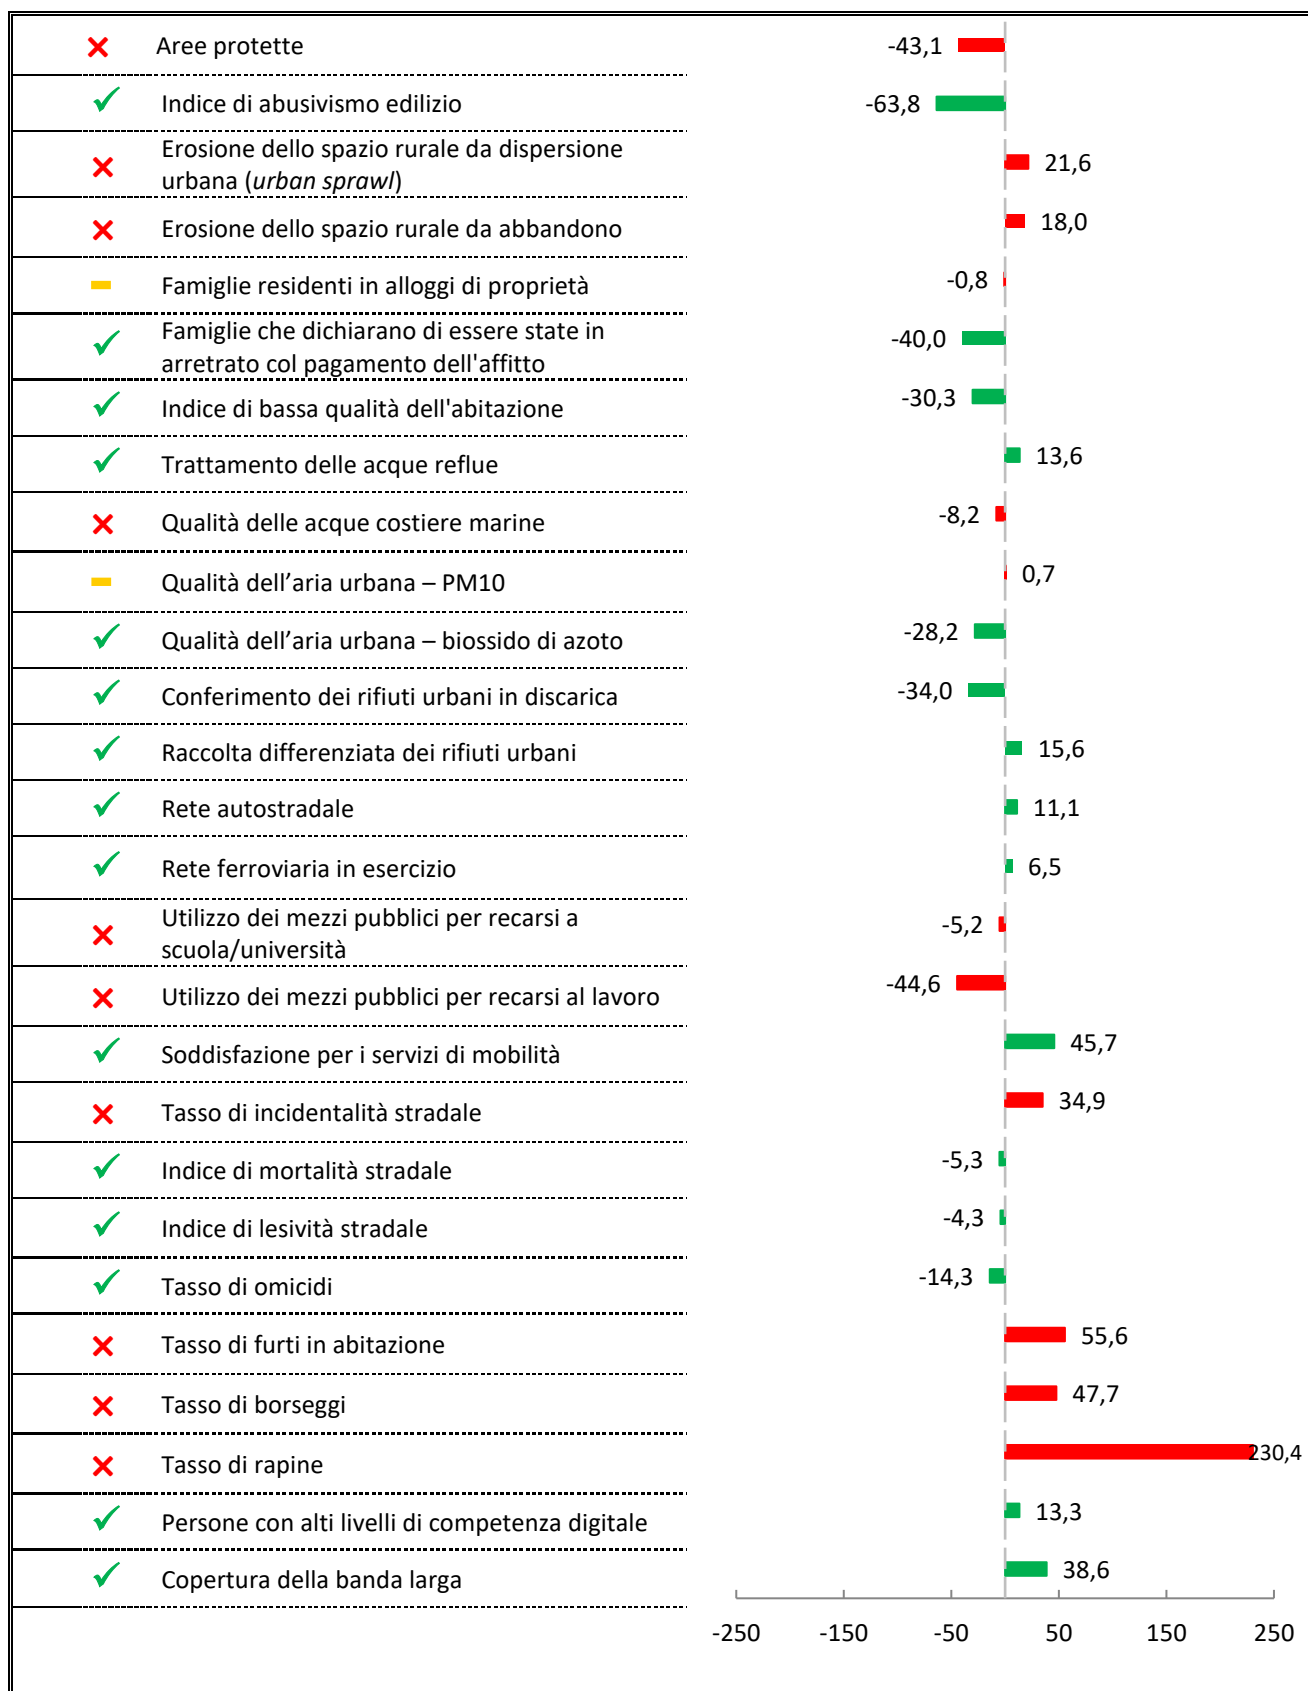 Aree protette
-43,1
Indice di abusivismo edilizio
-63,8
Erosione dello spazio rurale da dispersione
urbana (urban sprawl)
21,6
Erosione dello spazio rurale da abbandono
18,0
Famiglie residenti in alloggi di proprietà
-0,8
Famiglie che dichiarano di essere state in
arretrato col pagamento dell'affitto
-40,0
Indice di bassa qualità dell'abitazione
-30,3
Trattamento delle acque reflue
13,6
Qualità delle acque costiere marine
-8,2
Qualità dell’aria urbana – PM10
0,7
Qualità dell’aria urbana – biossido di azoto
-28,2
Conferimento dei rifiuti urbani in discarica
-34,0
Raccolta differenziata dei rifiuti urbani
15,6
Rete autostradale
11,1
Rete ferroviaria in esercizio
6,5
Utilizzo dei mezzi pubblici per recarsi a
scuola/università
-5,2
Utilizzo dei mezzi pubblici per recarsi al lavoro
-44,6
Soddisfazione per i servizi di mobilità
45,7
Tasso di incidentalità stradale
34,9
Indice di mortalità stradale
-5,3
Indice di lesività stradale
-4,3
Tasso di omicidi
-14,3
Tasso di furti in abitazione
55,6
Tasso di borseggi
47,7
Tasso di rapine
230,4
Persone con alti livelli di competenza digitale
13,3
Copertura della banda larga
38,6
-250 -150 -50 50 150 250